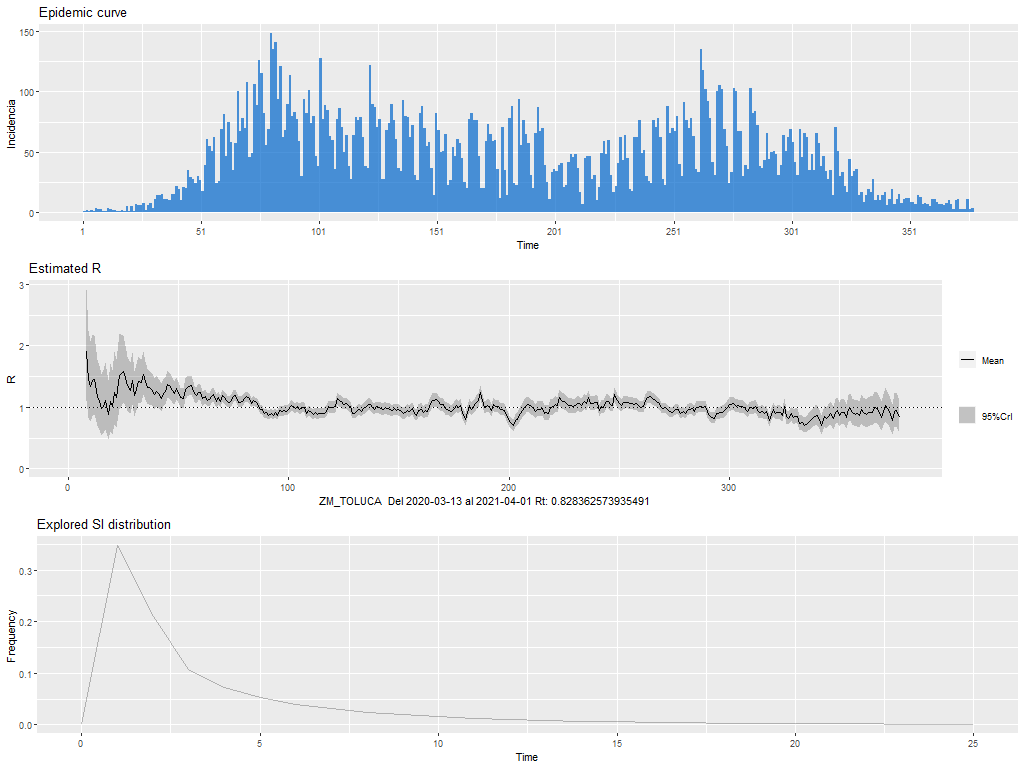 Epidemic curve
150
100
50
0
Incidencia
1 51 101 151 201 251 301 351
Time
Estimated R
3
2
1
0
R
0 100 200 300
ZM_TOLUCA Del 2020-03-13 al 2021-04-01 Rt: 0.828362573935491
Mean
95%CrI
Explored SI distribution
0.3
0.2
0.1
0.0
Frequency
0 5 10 15 20 25
Time